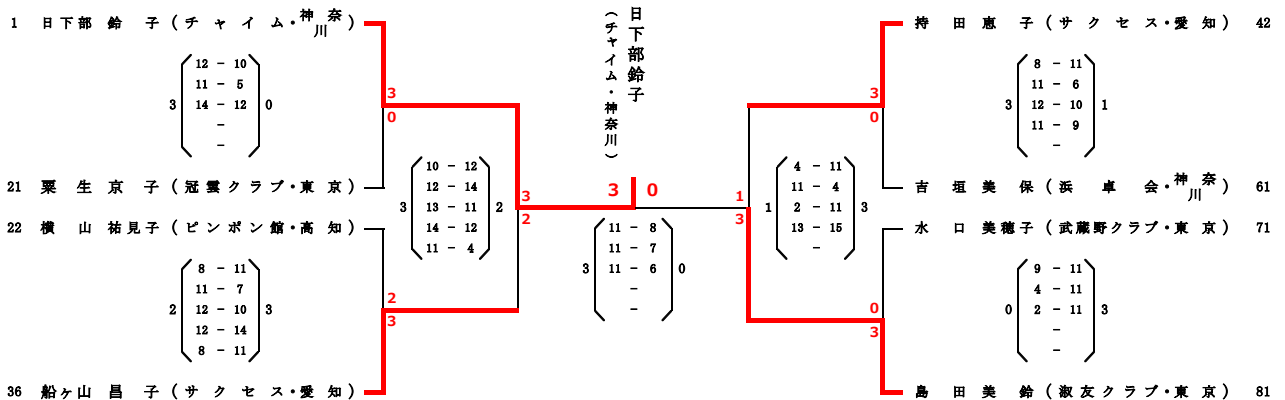 1 日下部 鈴 子 (チャイム・神奈川)
12 - 10
11 - 5
3 14 - 12 0
-
-
3
0
21 粟 生 京 子 (冠雲クラブ・東京)
22 横 山 祐見子 (ピンポン館・高知)
8 - 11
11 - 7
2 12 - 10 3
12 - 14
8 - 11
2
3
36 船ヶ山 昌 子 (サクセス・愛知)
10 - 12
12 - 14
3 13 - 11 2
14 - 12
11 - 4
3
2
日下部鈴子
(チャイム・神奈川)
3 0
11 - 8
11 - 7
3 11 - 6 0
-
-
1
3
4 - 11
11 - 4
1 2 - 11 3
13 - 15
-
持 田 恵 子 (サクセス・愛知) 42
8 - 11
11 - 6
3 12 - 10 1
11 - 9
-
3
0
吉 垣 美 保 (浜卓会・神奈川) 61
水 口 美穂子 (武蔵野クラブ・東京) 71
9 - 11
4 - 11
0 2 - 11 3
-
-
0
3
島 田 美 鈴 (淑友クラブ・東京) 81